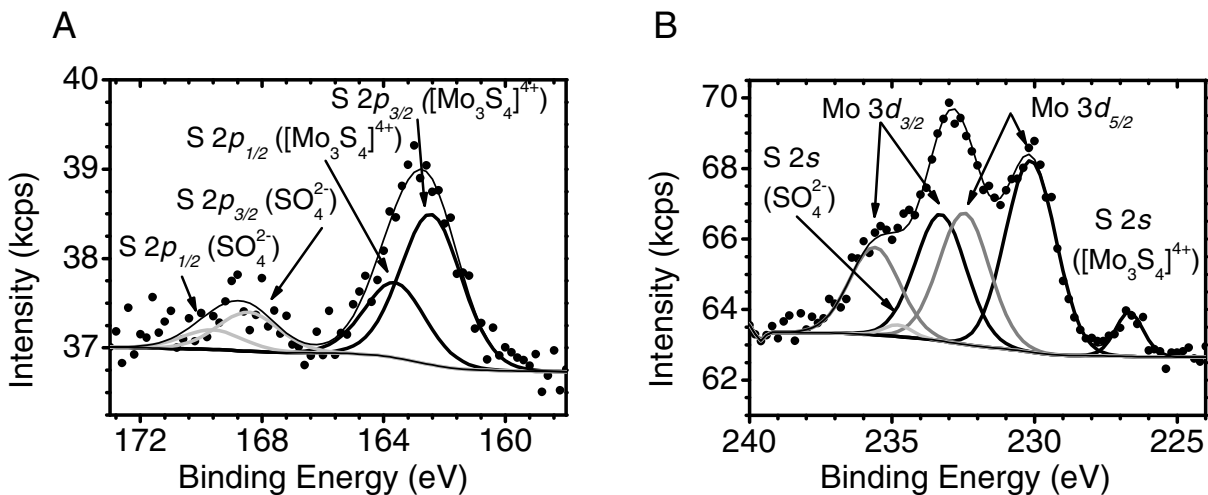 A
Intensity (kcps)
40
39
38
37
S 2p3/2 ([Mo3S4]4+)
S 2p1/2 ([Mo3S4]4+)
S 2p3/2 (SO42-)
S 2p1/2 (SO42-)
172 168 164 160
Binding Energy (eV)
B
Intensity (kcps)
70
68
66
64
62
Mo 3d3/2
Mo 3d5/2
S 2s
(SO42-)
S 2s
([Mo3S4]4+)
240 235 230 225
Binding Energy (eV)